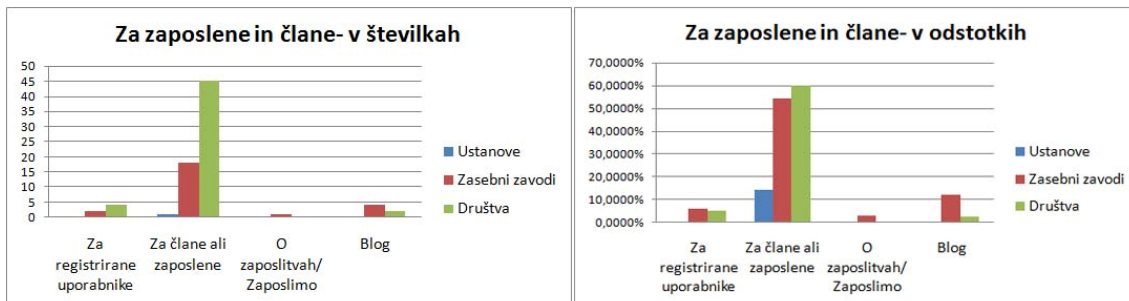 Za zaposlene in člane- v številkah
50
45
40
35
30
25
20
15
10
5
0
Za
registrirane
uporabnike
Za člane ali
zaposlene
O
zaposlitvah/
Zaposlimo
Blog
Ustanove
Zasebni zavodi
Društva
Za zaposlene in člane- v odstotkih
70,0000%
60,0000%
50,0000%
40,0000%
30,0000%
20,0000%
10,0000%
0,0000%
Za
registrirane
uporabnike
Za člane ali
zaposlene
O
zaposlitvah/
Zaposlimo
Blog
Ustanove
Zasebni zavodi
Društva